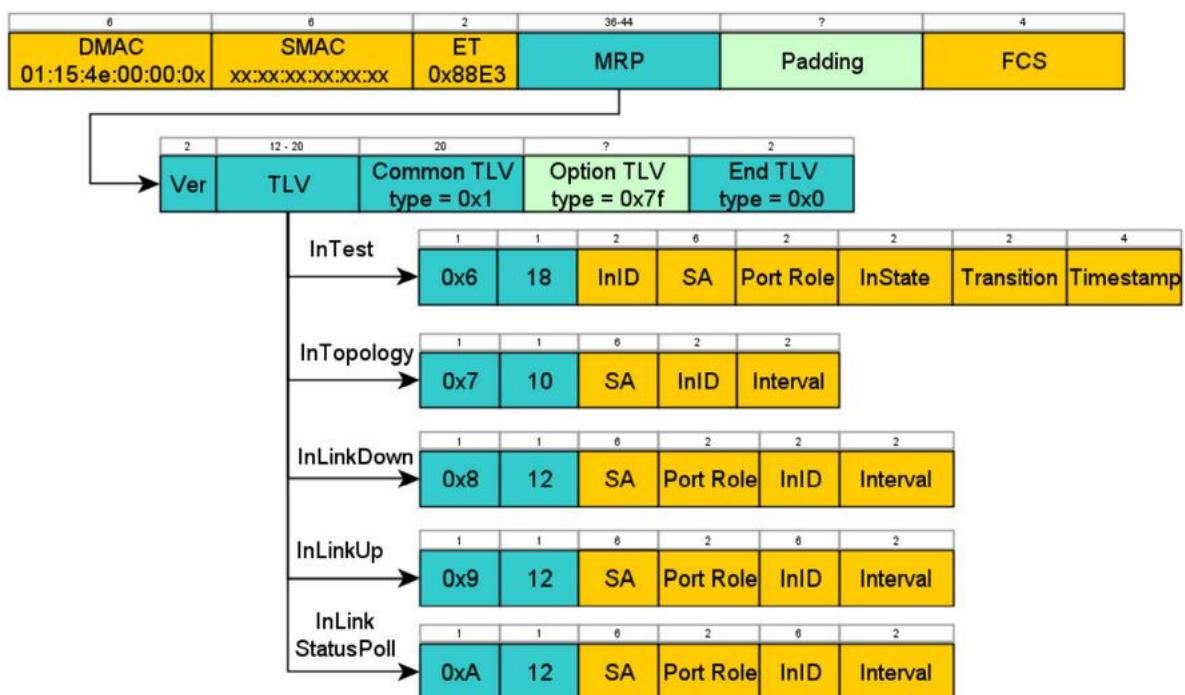 6 6 2 36-44 ? 4
DMAC SMAC ET MRP Padding FCS
01:15:4e:00:00:0x xx:xx:xx:xx:xx:xx 0x88E3
2 12 - 20 20 ? 2
Ver TLV Common TLV Option TLV End TLV
type = 0x1 type = 0x7f type = 0x0
InTest
1 1 2 6 2 2 2 4
0x6 18 InID SA Port Role InState Transition Timestamp
InTopology
1 1 6 2 2
0x7 10 SA InID Interval
InLinkDown
1 1 6 2 2 2
0x8 12 SA Port Role InID Interval
InLinkUp
1 1 6 2 6 2
0x9 12 SA Port Role InID Interval
InLink
StatusPoll
1 1 6 2 6 2
0xA 12 SA Port Role InID Interval